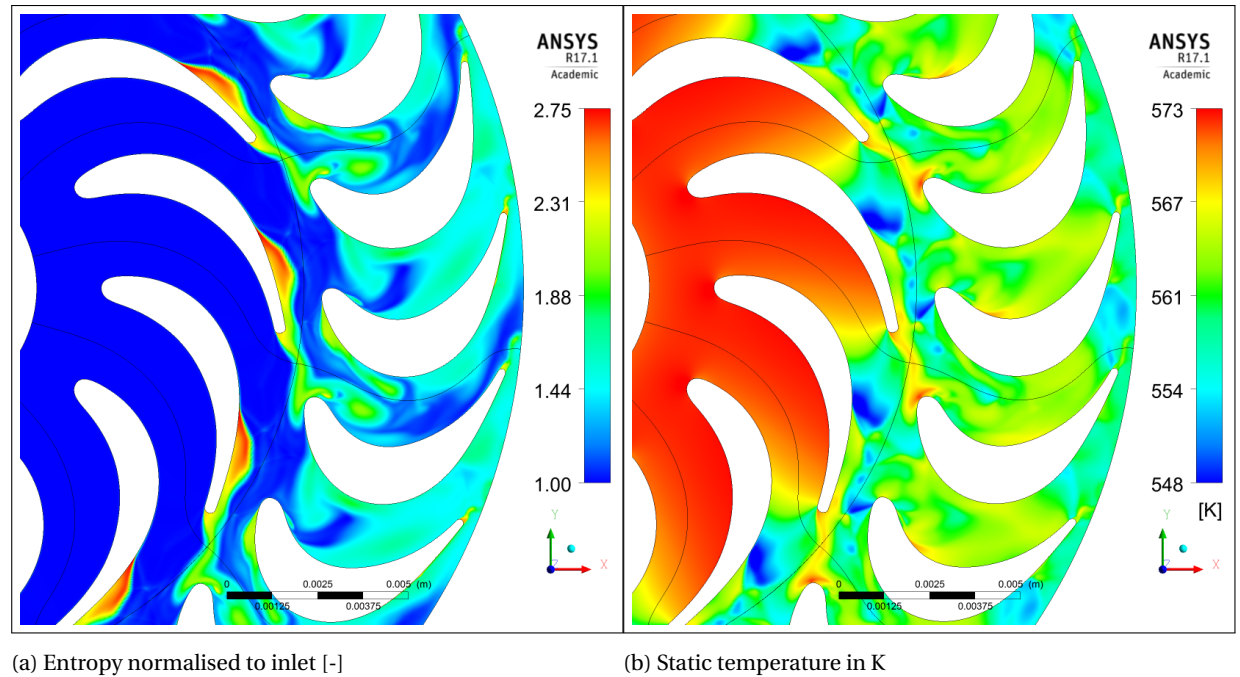 ANSYS
R17.1
Academic
2.75
2.31
1.88
1.44
1.00
Y
X
Z
0 0.0025 0.005 (m)
0.00125 0.00375
ANSYS
R17.1
Academic
573
567
561
554
548
[K]
Y
X
Z
0 0.0025 0.005 (m)
0.00125 0.00375
(a) Entropy normalised to inlet [-]
(b) Static temperature in K